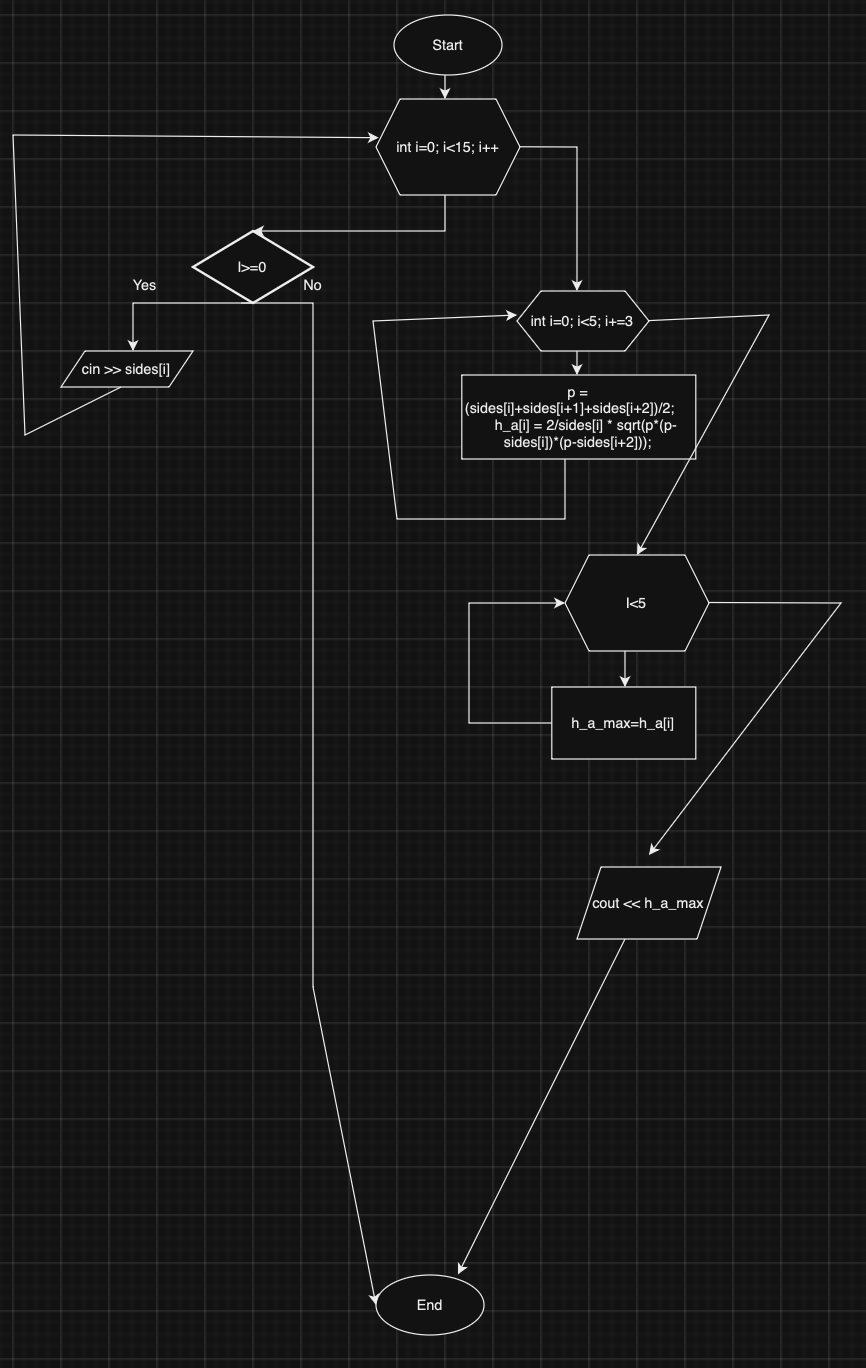 Start
int i=0; i<15; i++
I>=0
Yes
No
cin >> sides[i]
int i=0; i<5; i+=3
p =
(sides[i]+sides[i+1]+sides[i+2])/2;
h_a[i] = 2/sides[i] * sqrt(p*(p-
sides[i])*(p-sides[i+2]));
I<5
h_a_max=h_a[i]
cout << h_a_max
End